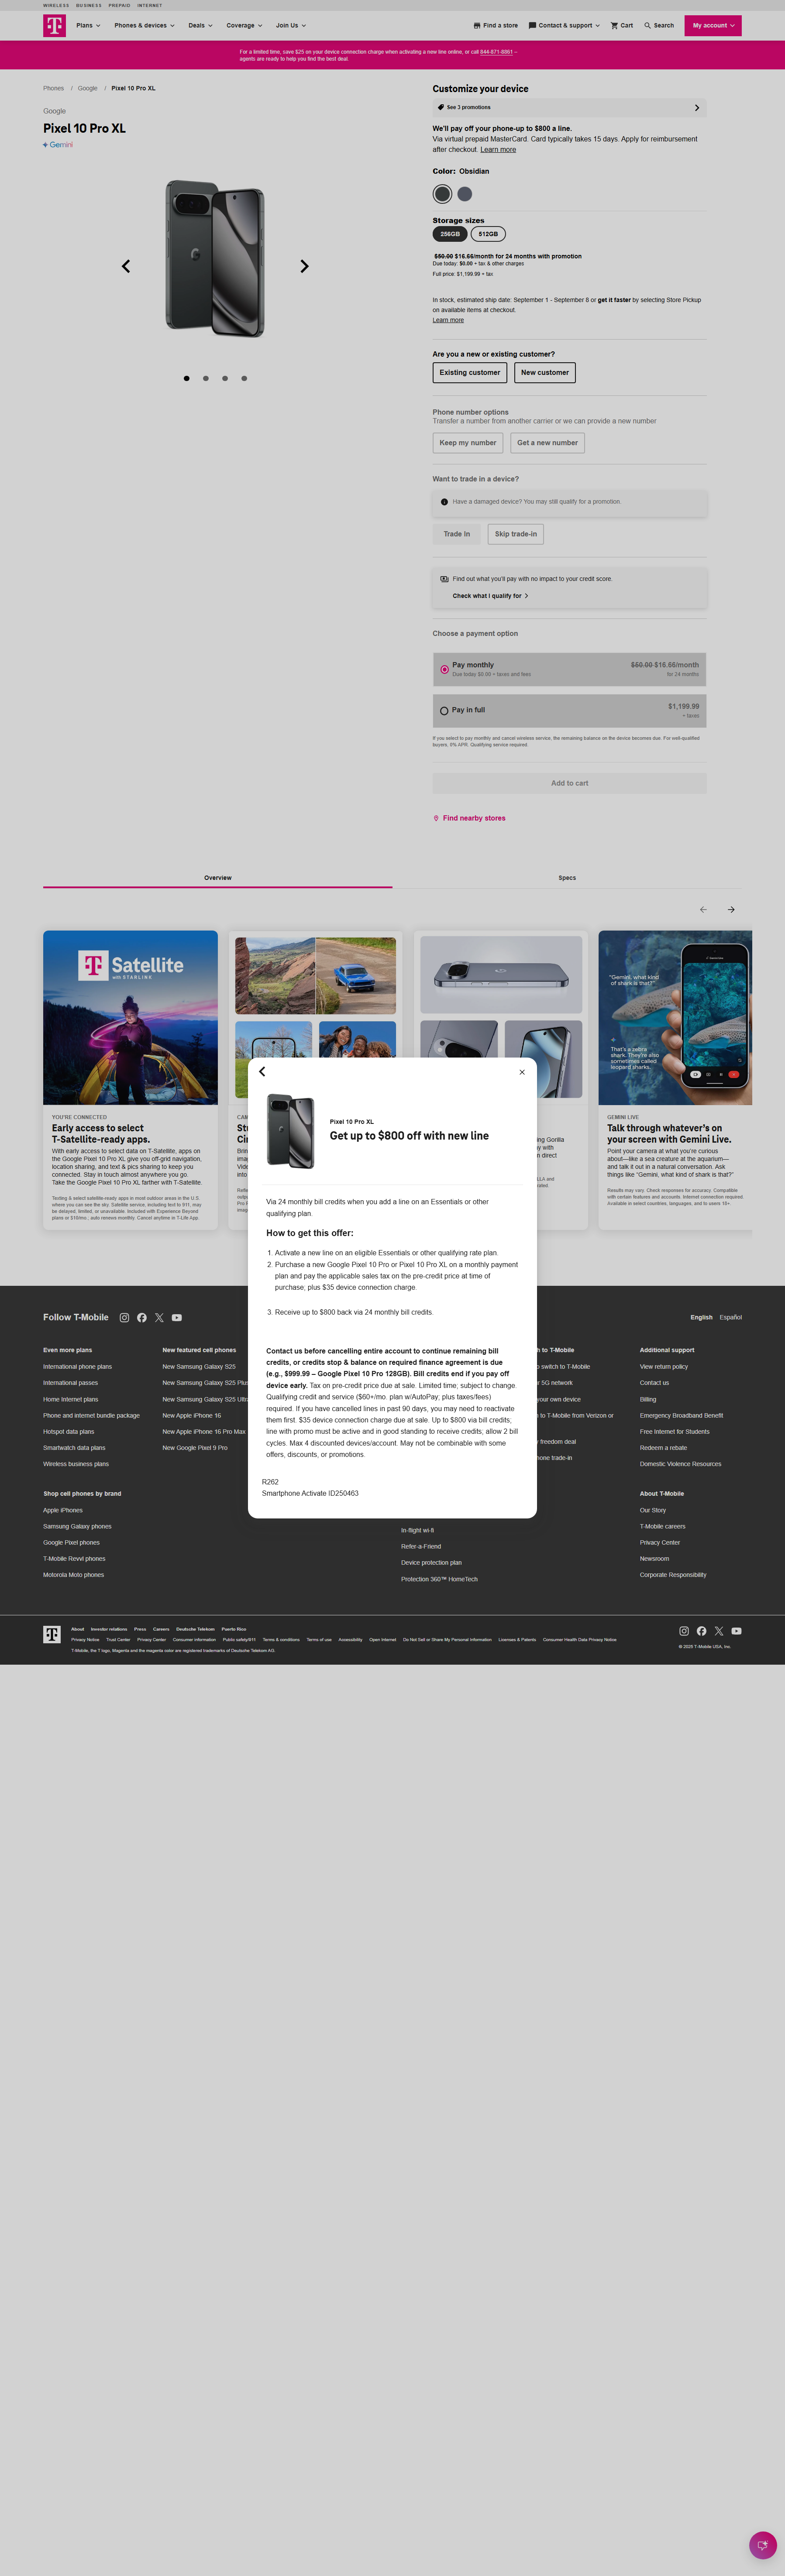 WIRELESS BUSINESS PREPAID INTERNET
Plans Phones & devices Deals Coverage Join Us Find a store Contact & support Cart Search My account
For a limited time, save $25 on your device connection charge when activating a new line online, or call 844-871-8861 –
agents are ready to help you find the best deal.
Phones / Google / Pixel 10 Pro XL
Google
Pixel 10 Pro XL
Gemini
Customize your device
See 3 promotions
We'll pay off your phone-up to $800 a line.
Via virtual prepaid MasterCard. Card typically takes 15 days. Apply for reimbursement
after checkout. Learn more
Color: Obsidian
Storage sizes
256GB 512GB
$50.00 $16.66/month for 24 months with promotion
Due today: $0.00 + tax & other charges
Full price: $1,199.99 + tax
In stock, estimated ship date: September 1 - September 8 or get it faster by selecting Store Pickup
on available items at checkout.
Learn more
Are you a new or existing customer?
Existing customer New customer
Phone number options
Transfer a number from another carrier or we can provide a new number
Keep my number Get a new number
Want to trade in a device?
Have a damaged device? You may still qualify for a promotion.
Trade In Skip trade-in
Find out what you'll pay with no impact to your credit score.
Check what I qualify for
Choose a payment option
Pay monthly $50.00 $16.66/month
Due today $0.00 + taxes and fees for 24 months
Pay in full $1,199.99
+ taxes
If you select to pay monthly and cancel wireless service, the remaining balance on the device becomes due. For well-qualified
buyers. 0% APR. Qualifying service required.
Add to cart
Find nearby stores
Overview Specs
T Satellite
with STARLINK
YOU'RE CONNECTED
Early access to select
T-Satellite-ready apps.
With early access to select data on T-Satellite, apps on
the Google Pixel 10 Pro XL give you off-grid navigation,
location sharing, and text & pics sharing to keep you
connected. Stay in touch almost anywhere you go.
Take the Google Pixel 10 Pro XL farther with T-Satellite.
Texting & select satellite-ready apps in most outdoor areas in the U.S.
where you can see the sky. Satellite service, including text to 911, may
be delayed, limited, or unavailable. Included with Experience Beyond
plans or $10/mo.; auto renews monthly. Cancel anytime in T-Life App.
"Gemini, what kind
of shark is that?"
That's a zebra
shark. They're also
sometimes called
leopard sharks.
GEMINI LIVE
Talk through whatever's on
your screen with Gemini Live.
Point your camera at what you're curious
about—like a sea creature at the aquarium—
and talk it out in a natural conversation. Ask
things like "Gemini, what kind of shark is that?"
Results may vary. Check responses for accuracy. Compatible
with certain features and accounts. Internet connection required.
Available in select countries, languages, and to users 18+.
Pixel 10 Pro XL
Get up to $800 off with new line
Via 24 monthly bill credits when you add a line on an Essentials or other
qualifying plan.
How to get this offer:
1. Activate a new line on an eligible Essentials or other qualifying rate plan.
2. Purchase a new Google Pixel 10 Pro or Pixel 10 Pro XL on a monthly payment
plan and pay the applicable sales tax on the pre-credit price at time of
purchase; plus $35 device connection charge.
3. Receive up to $800 back via 24 monthly bill credits.
Contact us before cancelling entire account to continue remaining bill
credits, or credits stop & balance on required finance agreement is due
(e.g., $999.99 – Google Pixel 10 Pro 128GB). Bill credits end if you pay off
device early. Tax on pre-credit price due at sale. Limited time; subject to change.
Qualifying credit and service ($60+/mo. plan w/AutoPay; plus taxes/fees)
required. If you have cancelled lines in past 90 days, you may need to reactivate
them first. $35 device connection charge due at sale. Up to $800 via bill credits;
line with promo must be active and in good standing to receive credits; allow 2 bill
cycles. Max 4 discounted devices/account. May not be combinable with some
offers, discounts, or promotions.
R262
Smartphone Activate ID250463
Follow T-Mobile
English Español
Even more plans
International phone plans
International passes
Home Internet plans
Phone and internet bundle package
Hotspot data plans
Smartwatch data plans
Wireless business plans
New featured cell phones
New Samsung Galaxy S25
New Samsung Galaxy S25 Plus
New Samsung Galaxy S25 Ultra
New Apple iPhone 16
New Apple iPhone 16 Pro Max
New Google Pixel 9 Pro
to T-Mobile
to switch to T-Mobile
5G network
your own device
to T-Mobile from Verizon or
freedom deal
trade-in
Additional support
View return policy
Contact us
Billing
Emergency Broadband Benefit
Free Internet for Students
Redeem a rebate
Domestic Violence Resources
Shop cell phones by brand
Apple iPhones
Samsung Galaxy phones
Google Pixel phones
T-Mobile Revvl phones
Motorola Moto phones
In-flight wi-fi
Refer-a-Friend
Device protection plan
Protection 360™ HomeTech
About T-Mobile
Our Story
T-Mobile careers
Privacy Center
Newsroom
Corporate Responsibility
About Investor relations Press Careers Deutsche Telekom Puerto Rico
Privacy Notice Trust Center Privacy Center Consumer information Public safety/911 Terms & conditions Terms of use Accessibility Open Internet Do Not Sell or Share My Personal Information Licenses & Patents Consumer Health Data Privacy Notice
T-Mobile, the T logo, Magenta and the magenta color are registered trademarks of Deutsche Telekom AG.
© 2025 T-Mobile USA, Inc.